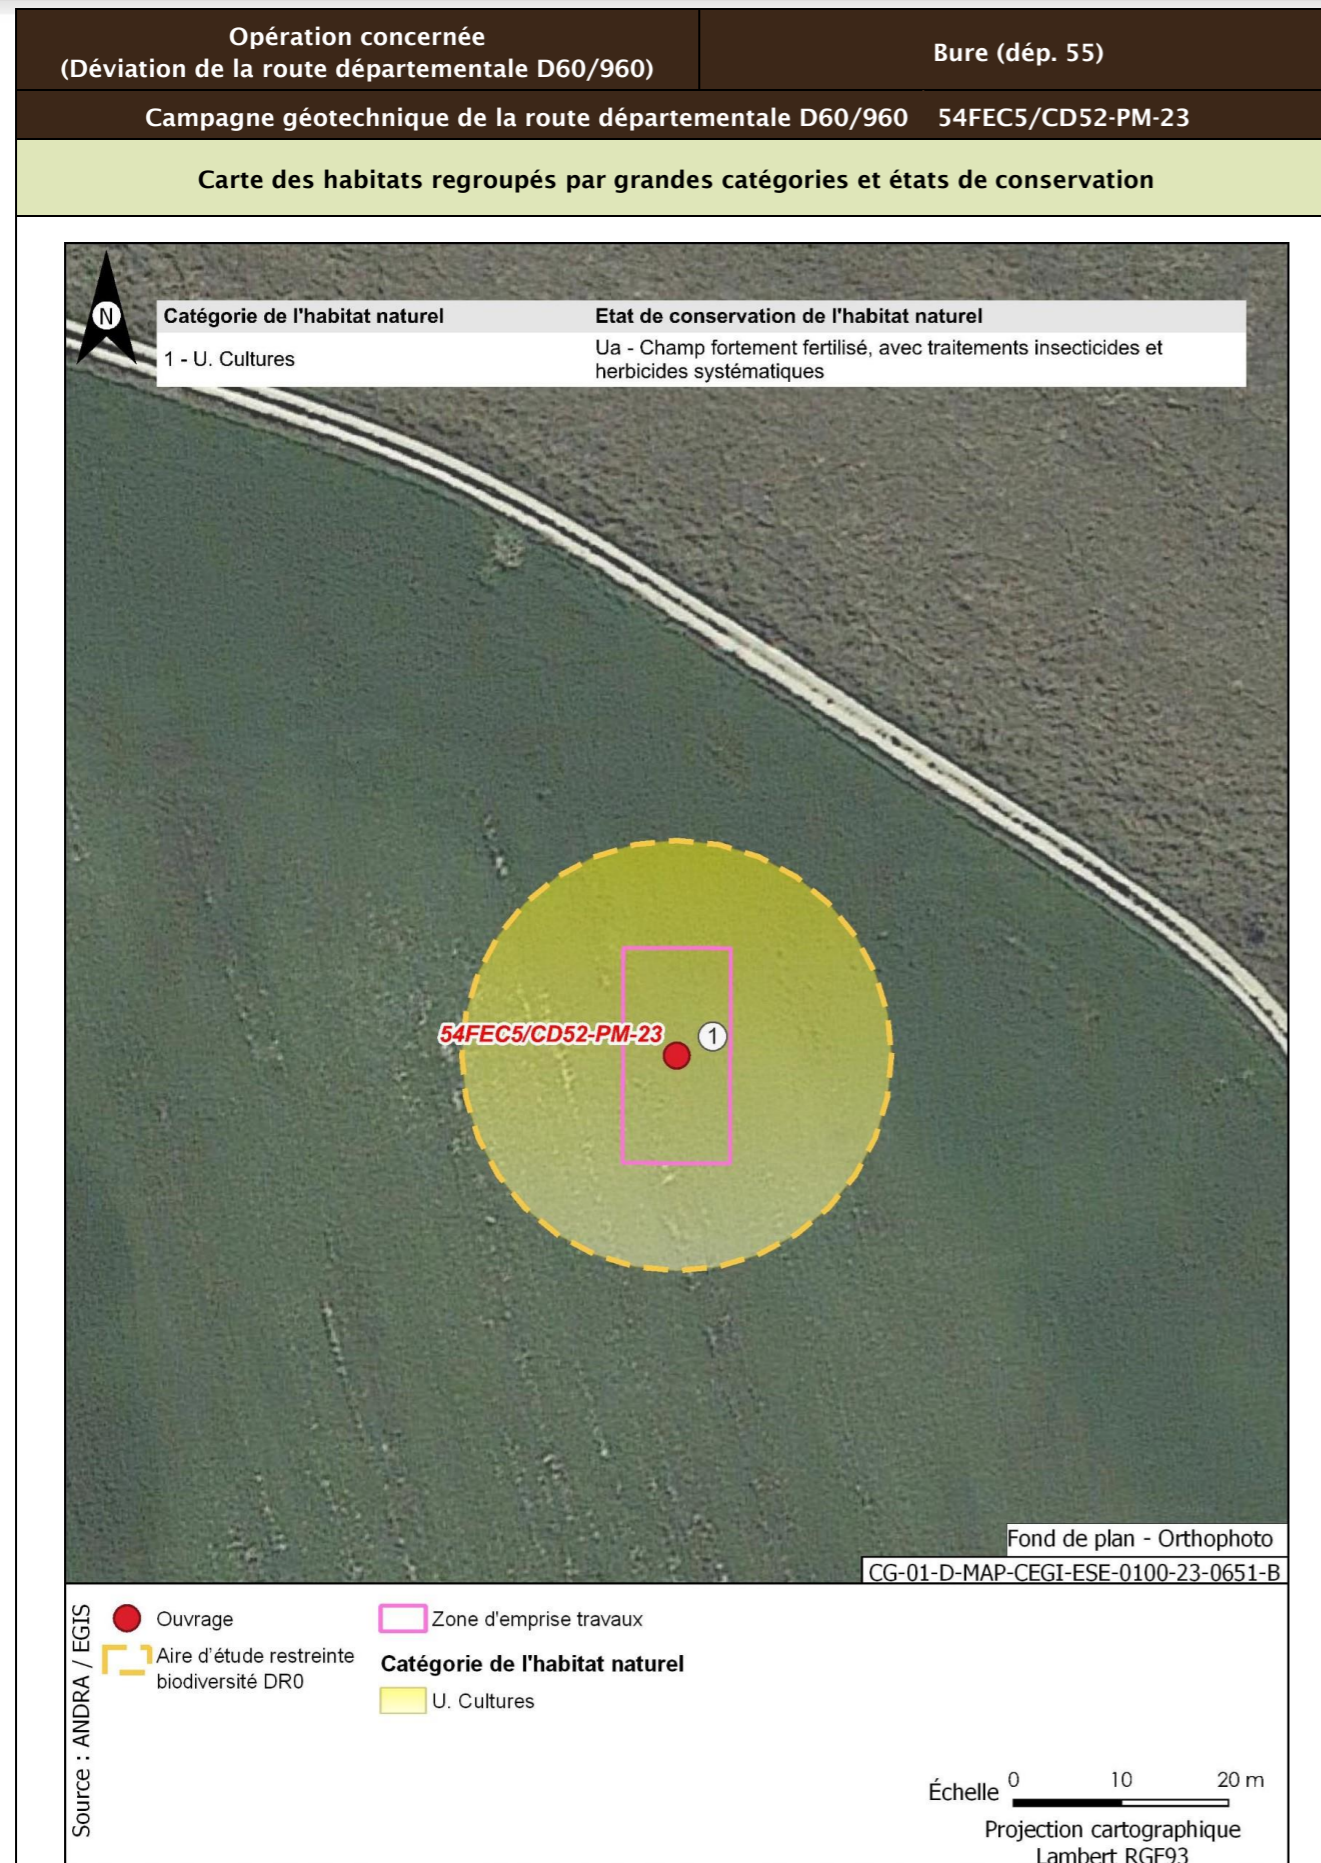 Opération concernée
(Déviation de la route départementale D60/960)
Bure (dép. 55)
Campagne géotechnique de la route départementale D60/960 54FEC5/CD52-PM-23
Carte des habitats regroupés par grandes catégories et états de conservation
N
Catégorie de l'habitat naturel
Etat de conservation de l'habitat naturel
1 - U. Cultures
Ua - Champ fortement fertilisé, avec traitements insecticides et
herbicides systématiques
54FEC5/CD52-PM-23
1
Fond de plan - Orthophoto
CG-01-D-MAP-CEGI-ESE-0100-23-0651-B
Source : ANDRA / EGIS
Ouvrage
Aire d'étude restreinte
biodiversité DR0
Zone d'emprise travaux
Catégorie de l'habitat naturel
U. Cultures
Échelle 0 10 20 m
Projection cartographique
Lambert RGF93